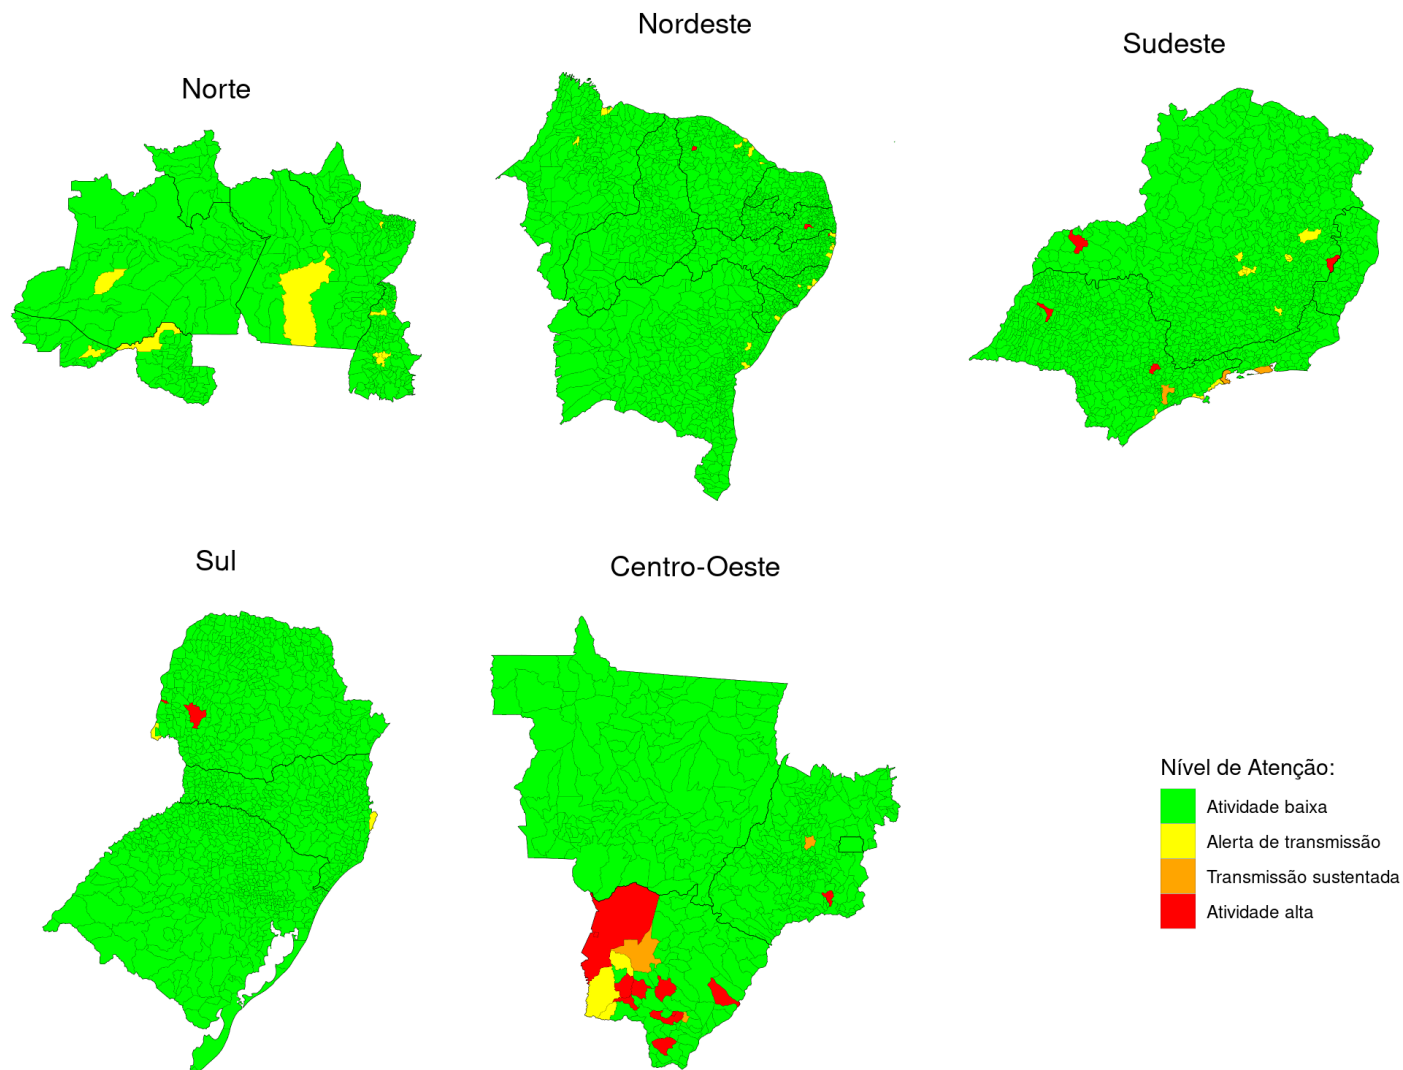 Nordeste
Sudeste
Norte
Sul
Centro-Oeste
Nível de Atenção:
Atividade baixa
Alerta de transmissão
Transmissão sustentada
Atividade alta